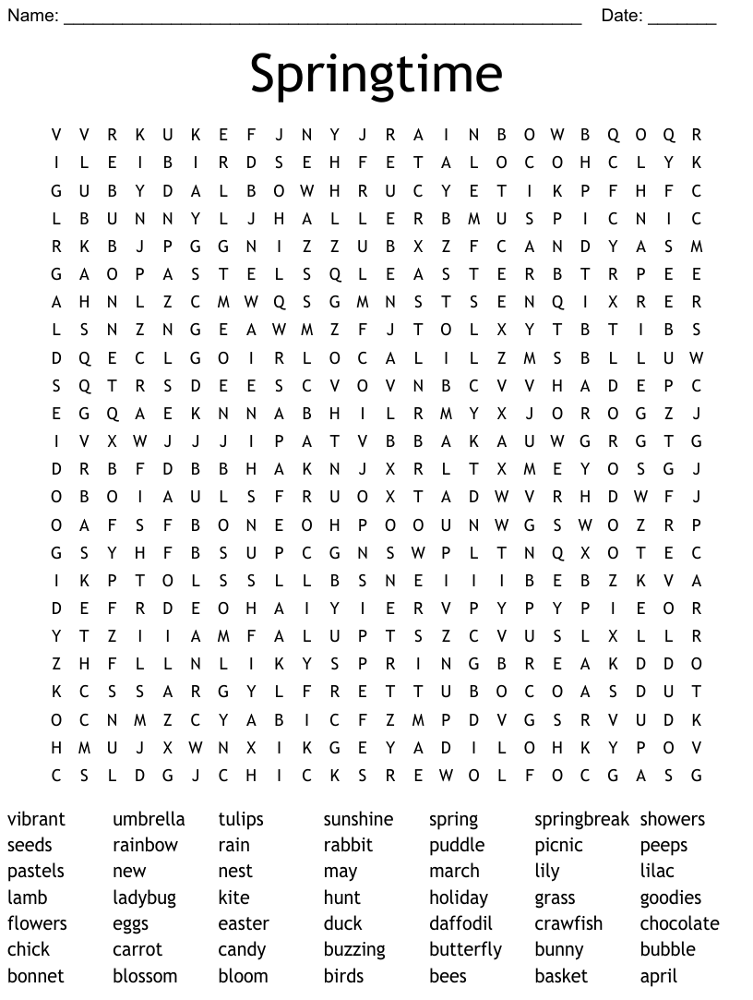 Name: ______________________________________________________ Date: _______
Springtime
V V R K U K E F J N Y J R A I N B O W B Q O Q R
I L E I B I R D S E H F E T A L O C O H C L Y K
G U B Y D A L B O W H R U C Y E T I K P F H F C
L B U N N Y L J H A L L E R B M U S P I C N I C
R K B J P G G N I Z Z U B X Z F C A N D Y A S M
G A O P A S T E L S Q L E A S T E R B T R P E E
A H N L Z C M W Q S G M N S T S E N Q I X R E R
L S N Z N G E A W M Z F J T O L X Y T B T I B S
D Q E C L G O I R L O C A L I L Z M S B L L U W
S Q T R S D E E S C V O V N B C V V H A D E P C
E G Q A E K N N A B H I L R M Y X J O R O G Z J
I V X W J J J I P A T V B B A K A U W G R G T G
D R B F D B B H A K N J X R L T X M E Y O S G J
O B O I A U L S F R U O X T A D W V R H D W F J
O A F S F B O N E O H P O O U N W G S W O Z R P
G S Y H F B S U P C G N S W P L T N Q X O T E C
I K P T O L S S L L B S N E I I I B E B Z K V A
D E F R D E O H A I Y I E R V P Y P Y P I E O R
Y T Z I I A M F A L U P T S Z C V U S L X L L R
Z H F L L N L I K Y S P R I N G B R E A K D D O
K C S S A R G Y L F R E T T U B O C O A S D U T
O C N M Z C Y A B I C F Z M P D V G S R V U D K
H M U J X W N X I K G E Y A D I L O H K Y P O V
C S L D G J C H I C K S R E W O L F O C G A S G
vibrant umbrella tulips sunshine spring springbreak showers
seeds rainbow rain rabbit puddle picnic peeps
pastels new nest may march lily lilac
lamb ladybug kite hunt holiday grass goodies
flowers eggs easter duck daffodil crawfish chocolate
chick carrot candy buzzing butterfly bunny bubble
bonnet blossom bloom birds bees basket april